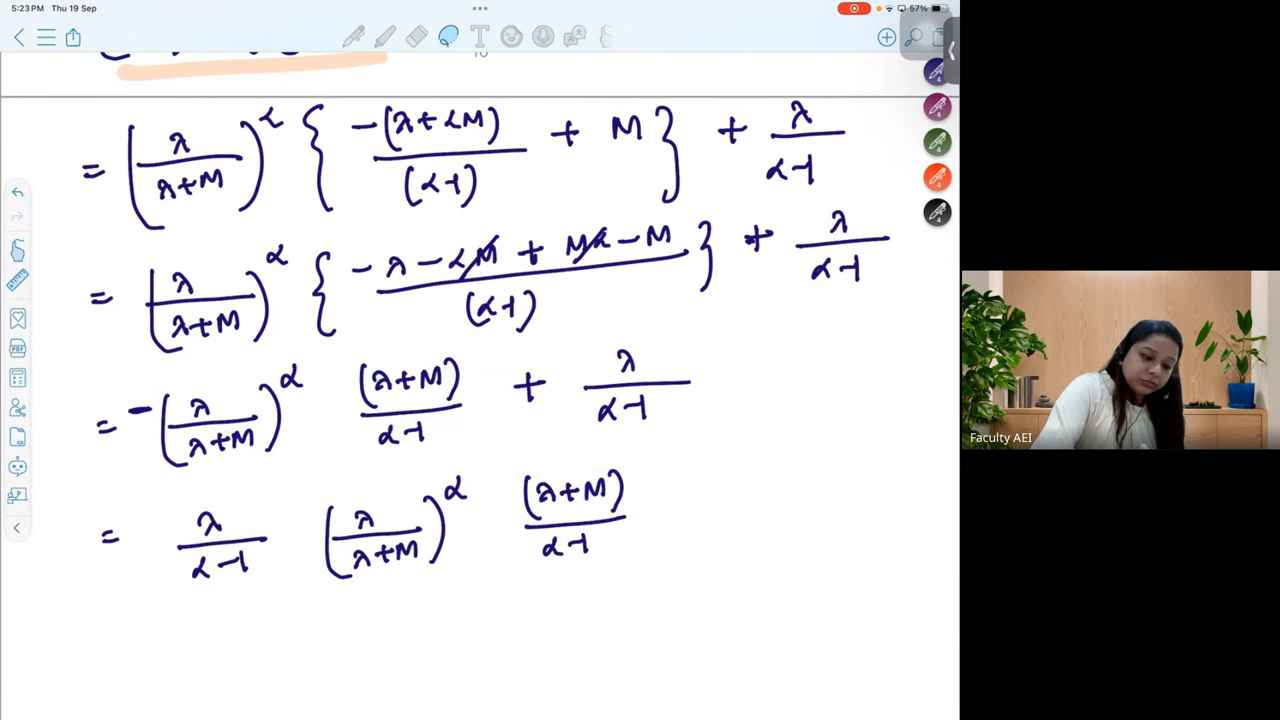 5:23 PM Thu 19 Sep
57%
= (λ/(λ+M))^α { -(λ+αM)/(α-1) + M } + λ/(α-1)
= (λ/(λ+M))^α { (-λ-αM+Mα-M)/(α-1) } + λ/(α-1)
= -(λ/(λ+M))^α (λ+M)/(α-1) + λ/(α-1)
= λ/(α-1) (λ/(λ+M))^α (λ+M)/(α-1)
Faculty AEI